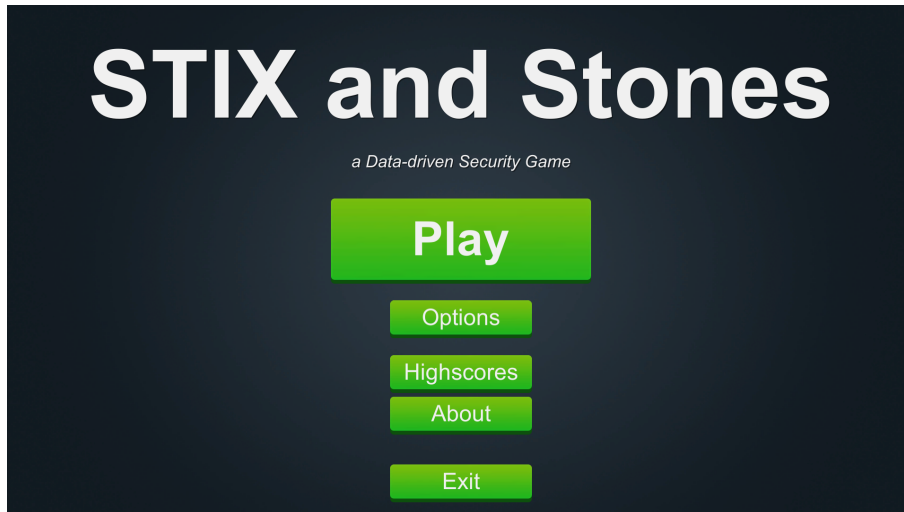 STIX and Stones
a Data-driven Security Game
Play
Options
Highscores
About
Exit